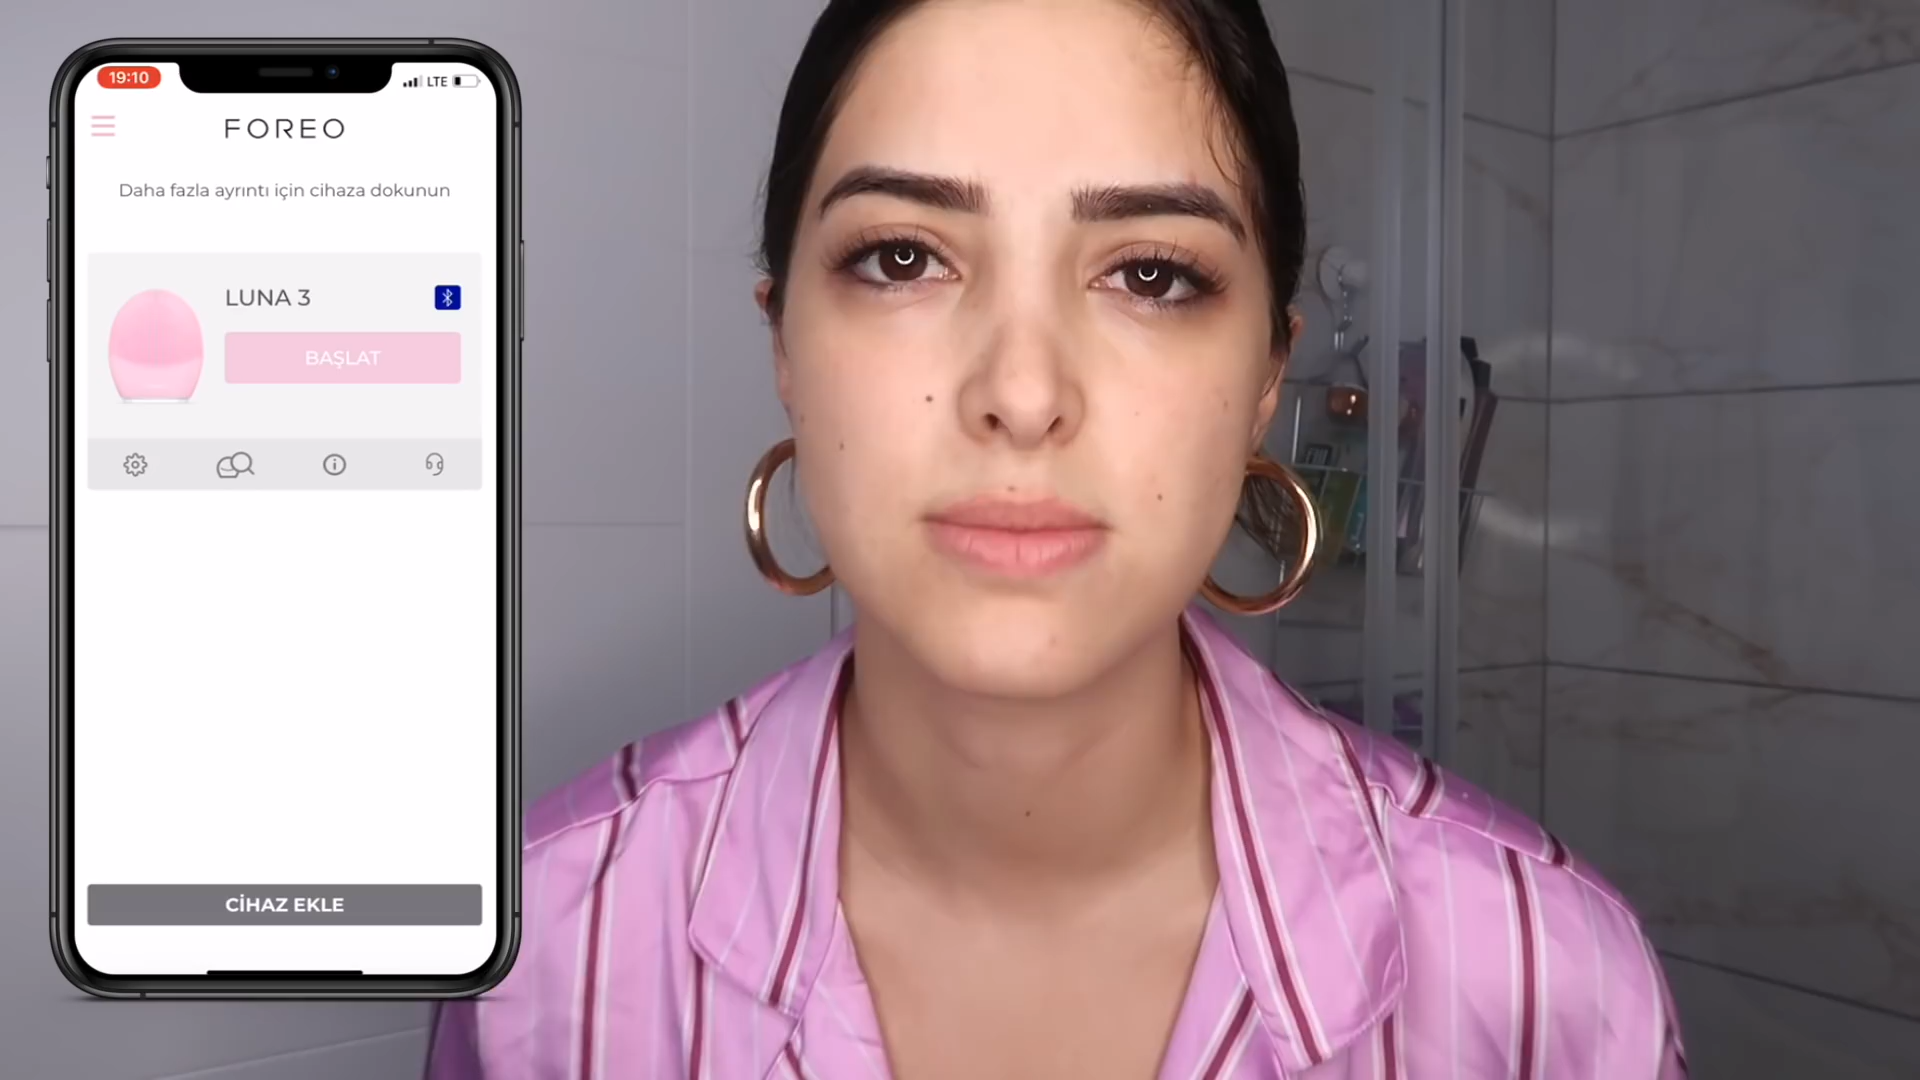 19:10
LTE
FOREO
Daha fazla ayrıntı için cihaza dokunun
LUNA 3
BAŞLAT
CİHAZ EKLE